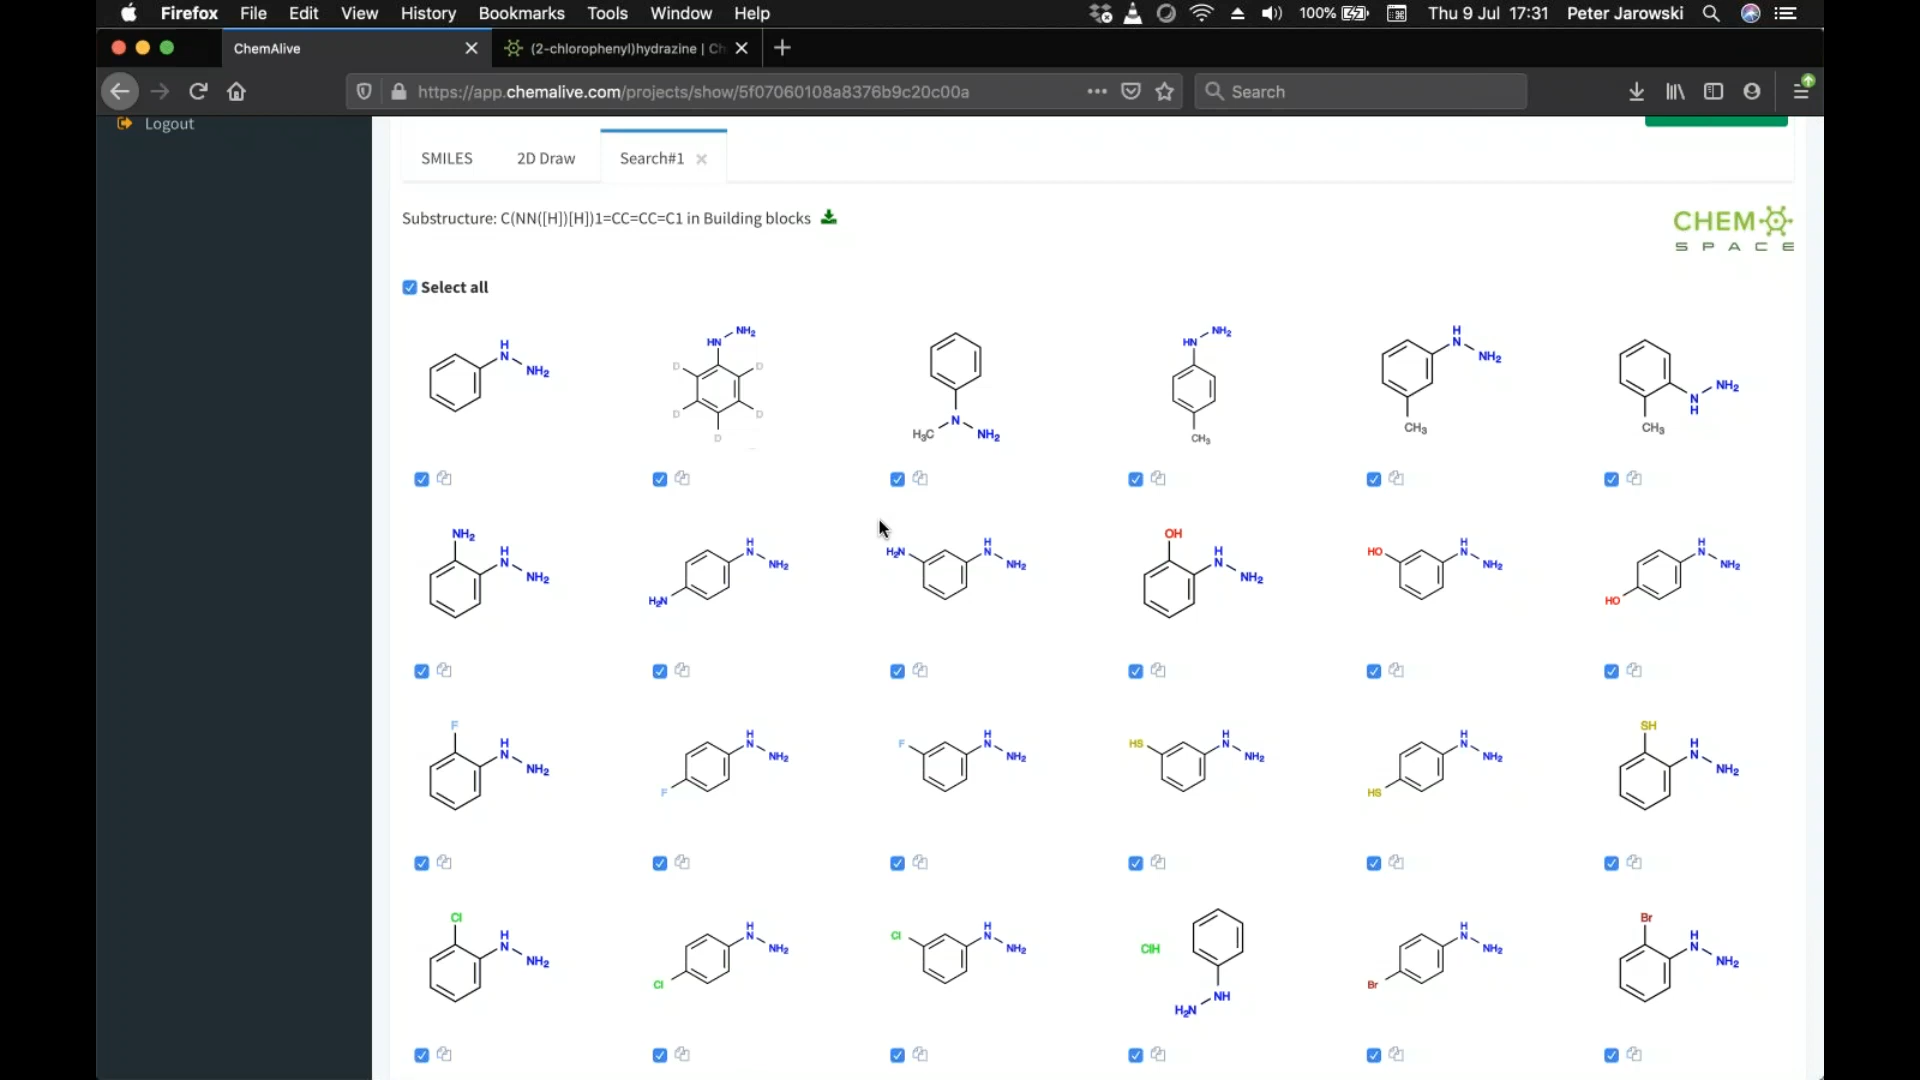 Firefox File Edit View History Bookmarks Tools Window Help 100% Thu 9 Jul 17:31 Peter Jarowski
ChemAlive (2-chlorophenyl)hydrazine | Ch
https://app.chemalive.com/projects/show/5f07060108a8376b9c20c00a Search
Logout
SMILES 2D Draw Search#1
Substructure: C(NN([H])[H])1=CC=CC=C1 in Building blocks
CHEM
SPACE
Select all
H N NH2
HN NH2 D D D D D
H3C N NH2
HN NH2 CH3
H N NH2 CH3
NH2 N H CH3
NH2 H N NH2
H N NH2 H2N
H2N H N NH2
OH H N NH2
HO H N NH2
H N NH2 HO
F H N NH2
H N NH2 F
F H N NH2
HS H N NH2
H N NH2 HS
SH H N NH2
Cl H N NH2
H N NH2 Cl
Cl H N NH2
ClH NH H2N
H N NH2 Br
Br H N NH2